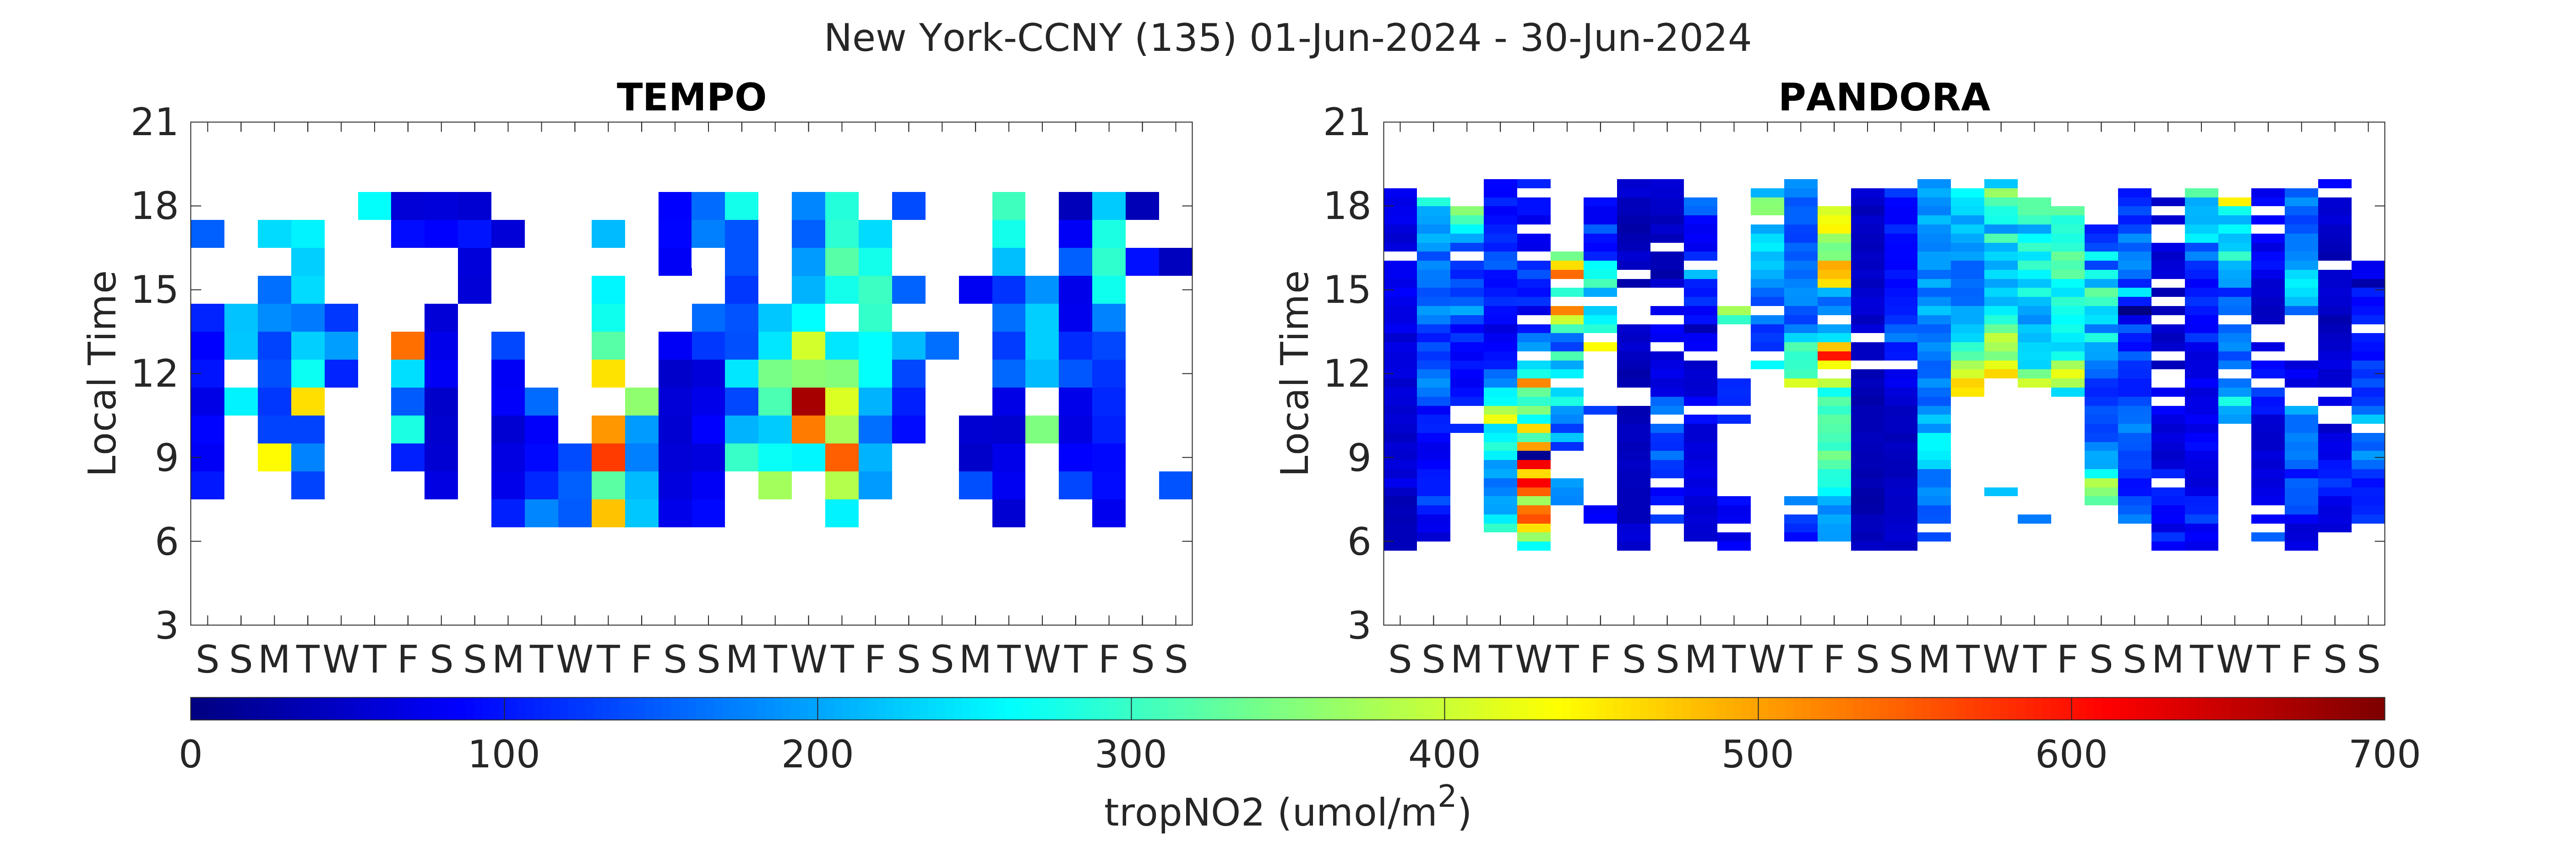 New York-CCNY (135) 01-Jun-2024 - 30-Jun-2024
TEMPO
PANDORA
21
18
15
12
9
6
3
Local Time
S S M T W T F S S M T W T F S S M T W T F S S M T W T F S S
21
18
15
12
9
6
3
Local Time
S S M T W T F S S M T W T F S S M T W T F S S M T W T F S S
0 100 200 300 400 500 600 700
tropNO2 (umol/m2)